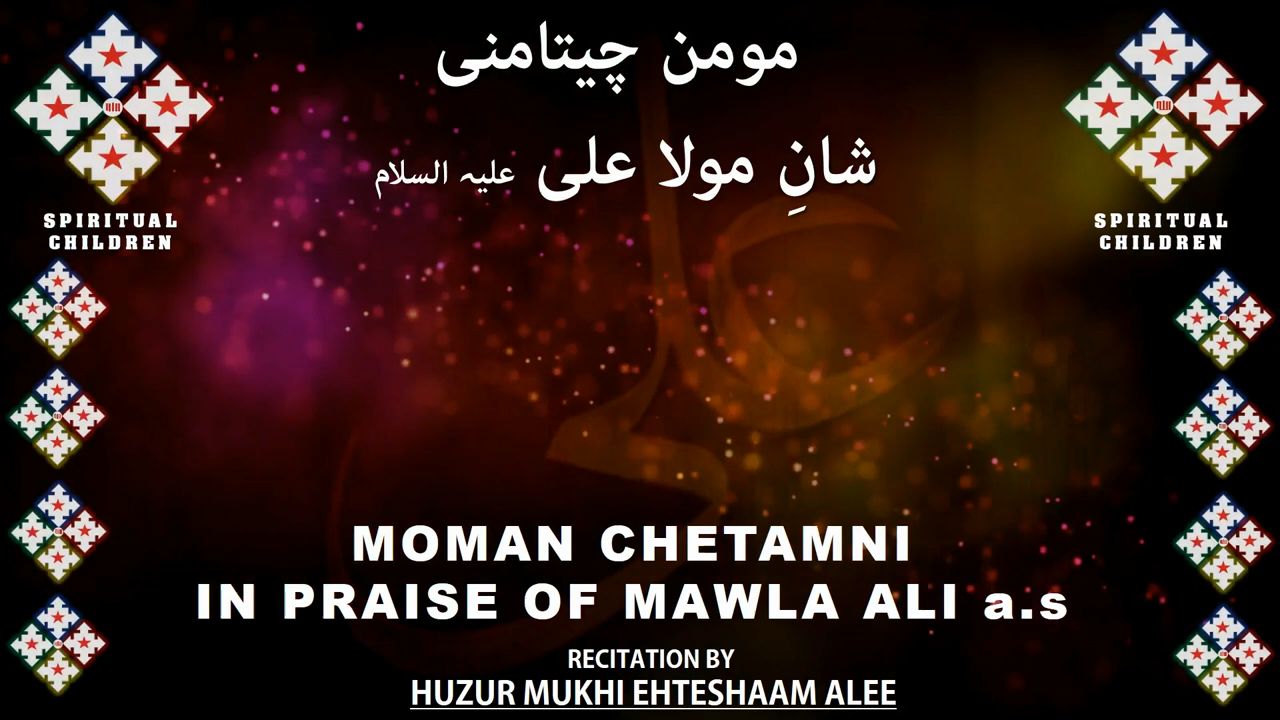 مومن چیتامنی
شانِ مولا علی علیہ السلام
SPIRITUAL
CHILDREN
SPIRITUAL
CHILDREN
MOMAN CHETAMNI
IN PRAISE OF MAWLA ALI a.s
RECITATION BY
HUZUR MUKHI EHTESHAAM ALEE